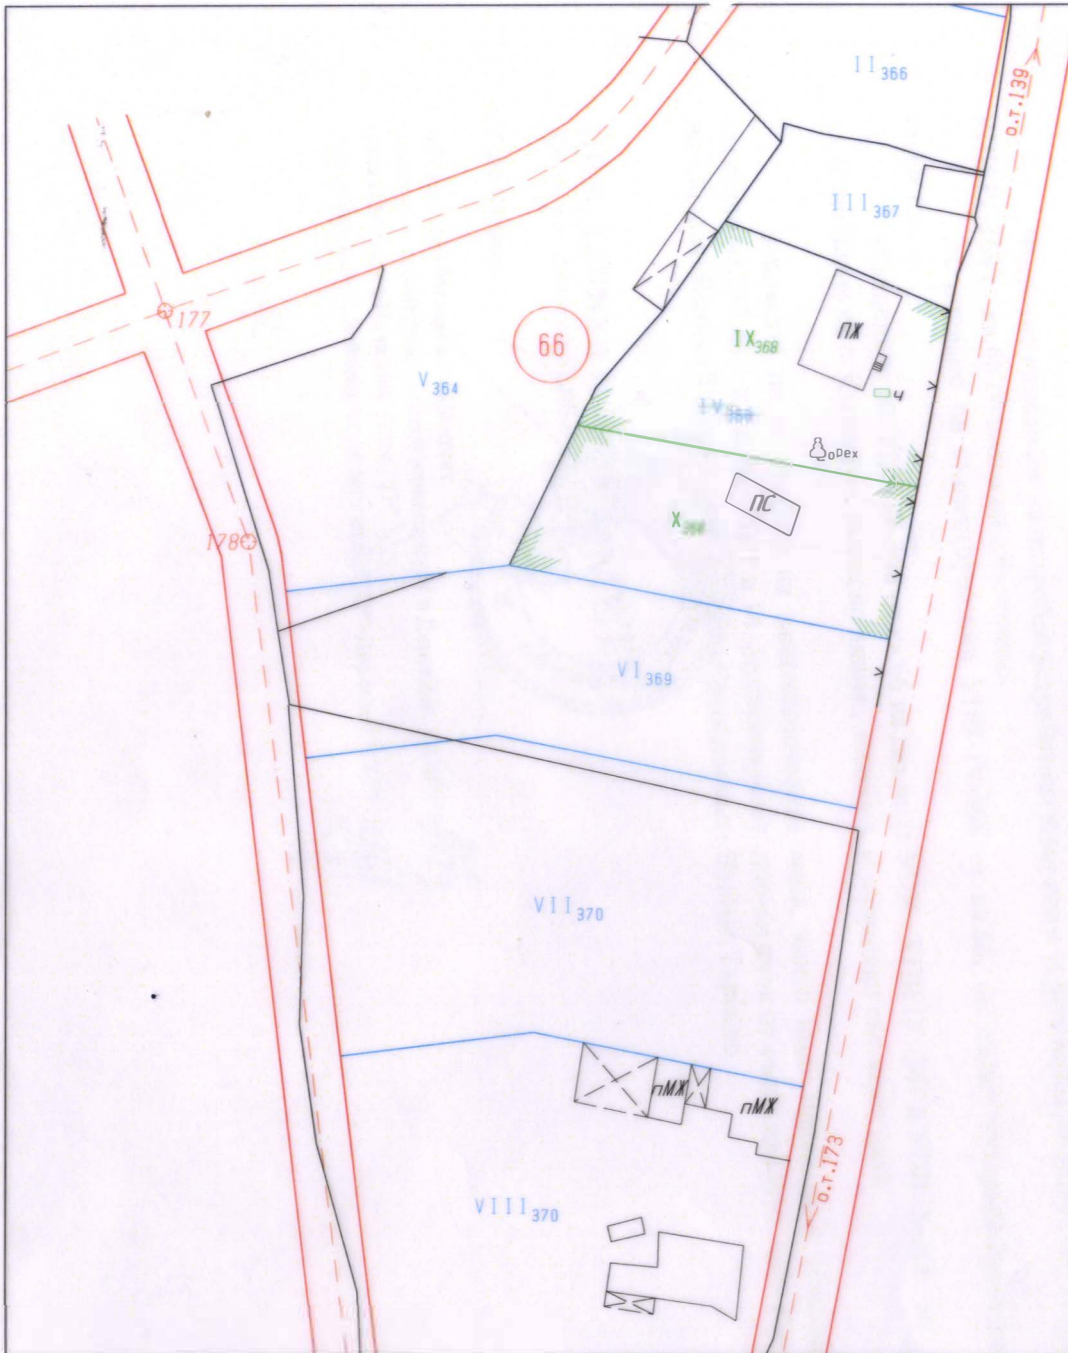 II 366
о.т.139
III 367
177
66
IX 368
ПЖ
V 364
ч
орех
ПС
X
178
VI 369
VII 370
пМЖ
пМЖ
о.т.173
VIII 370